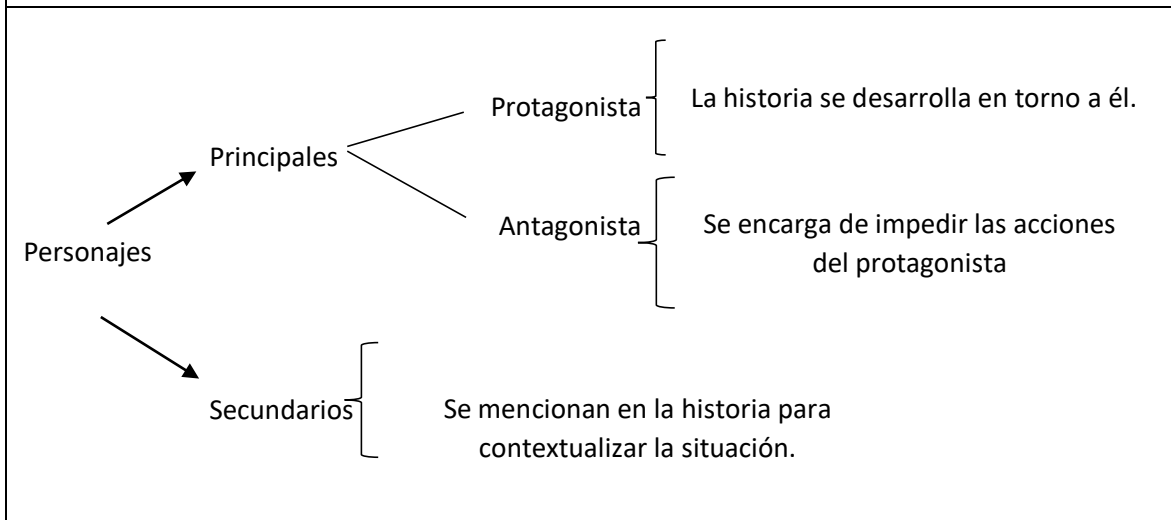 Protagonista
La historia se desarrolla en torno a él.
Principales
Antagonista
Se encarga de impedir las acciones
del protagonista
Personajes
Secundarios
Se mencionan en la historia para
contextualizar la situación.